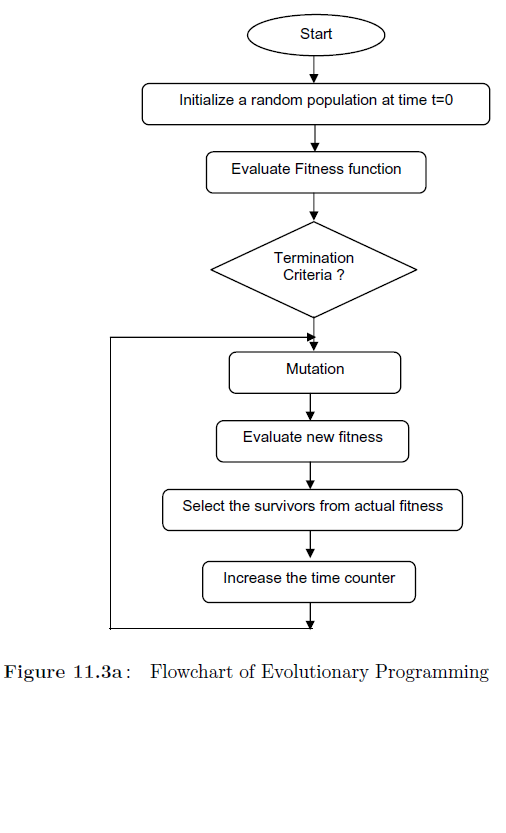 Start
Initialize a random population at time t=0
Evaluate Fitness function
Termination
Criteria ?
Mutation
Evaluate new fitness
Select the survivors from actual fitness
Increase the time counter
Figure 11.3a: Flowchart of Evolutionary Programming